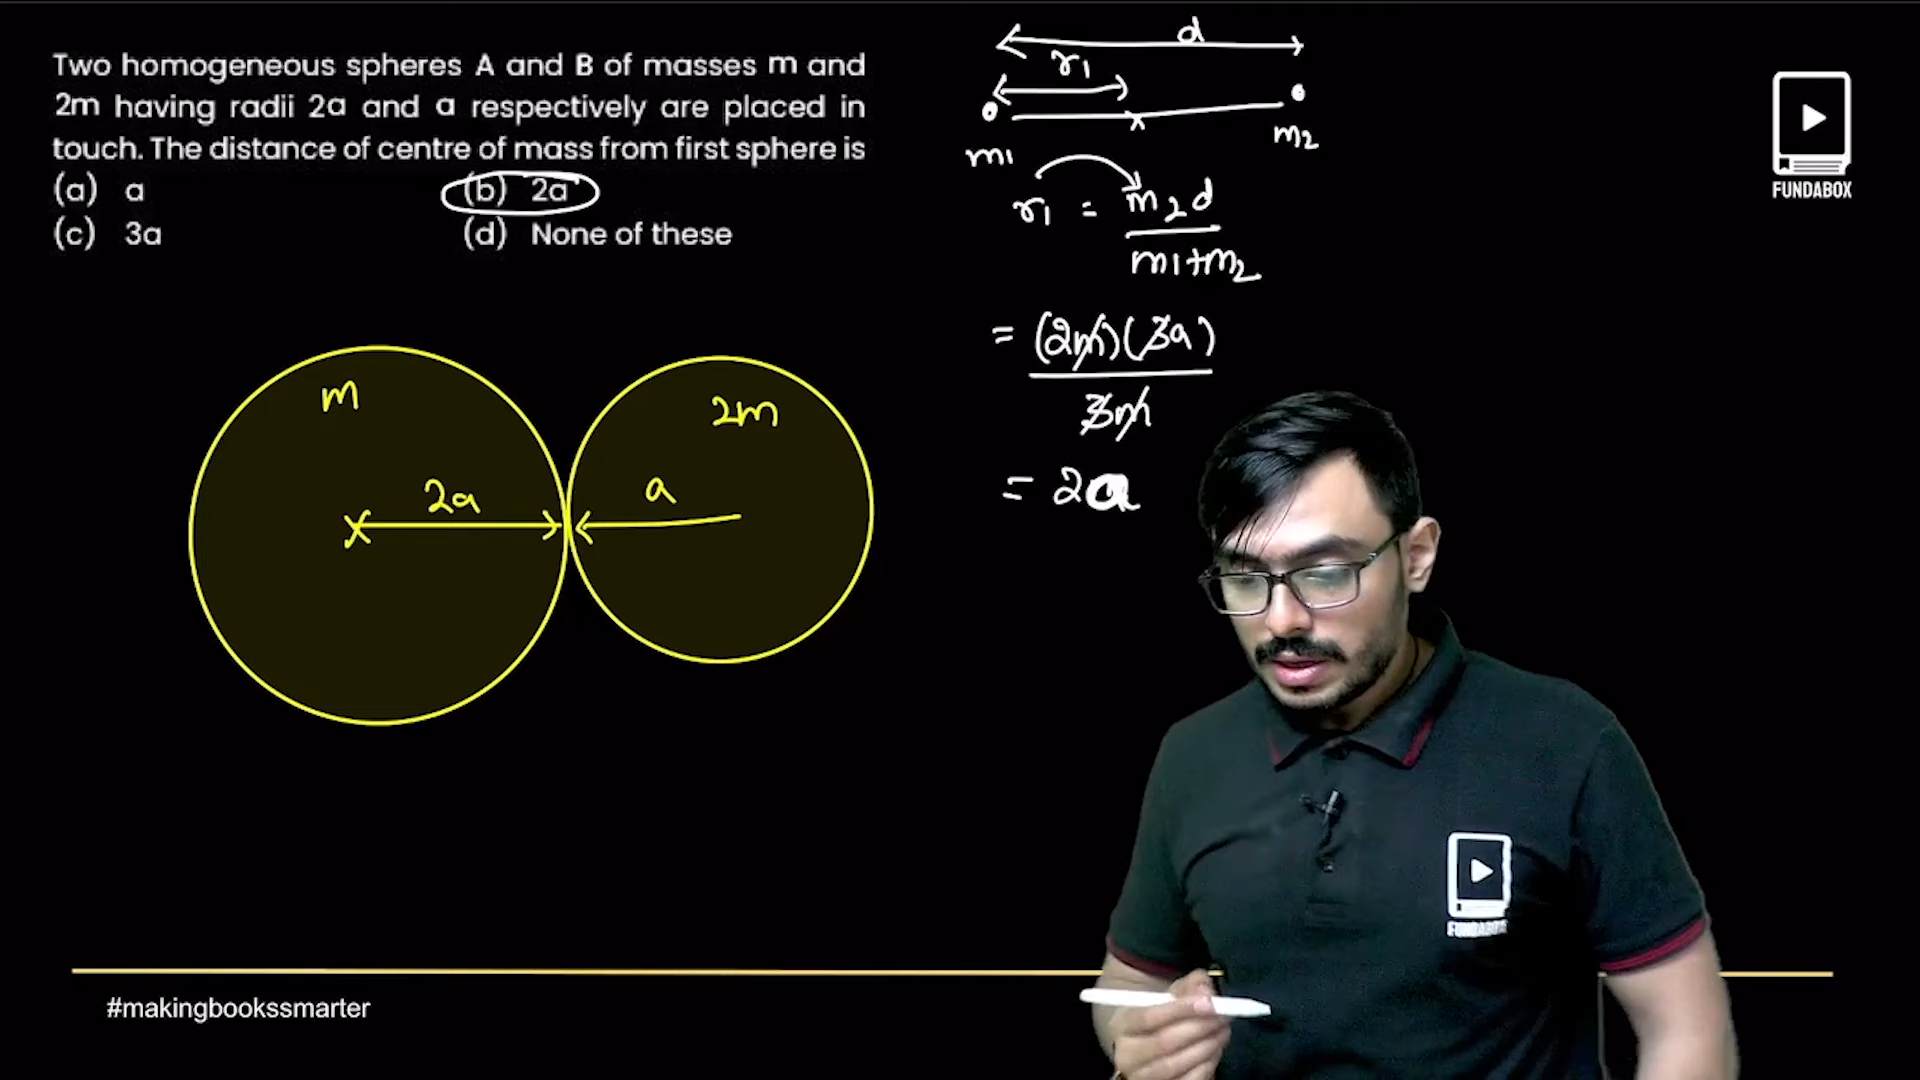 Two homogeneous spheres A and B of masses m and
2m having radii 2a and a respectively are placed in
touch. The distance of centre of mass from first sphere is
(a) a
(b) 2a
(c) 3a
(d) None of these
m
2m
2a
a
d
r1
m1
m2
r1 = m2d
m1+m2
= (2m)(3a)
3m
= 2a
FUNDABOX
FUNDABOX
#makingbookssmarter